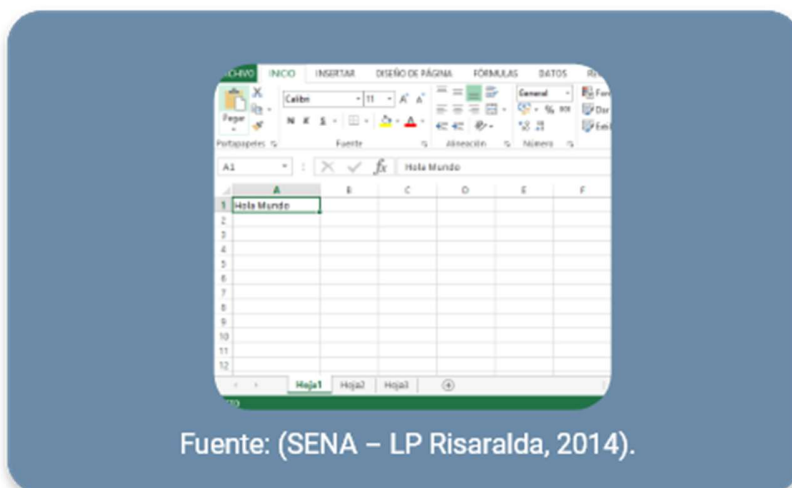 INICIO INSERTAR DISEÑO DE PÁGINA FÓRMULAS DATOS
Calibri 11 A A General
Pegar N K S % 000
Portapapeles Fuente Alineación Número
A1 fx Hola Mundo
A B C D E F
1 Hola Mundo
2
3
4
5
6
7
8
9
10
11
12
Hoja1 Hoja2 Hoja3
Fuente: (SENA – LP Risaralda, 2014).